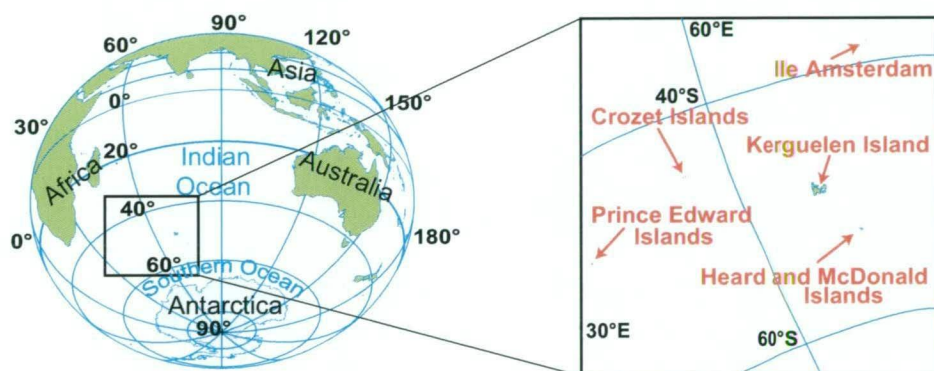 90°
60°
120°
Asia
0°
150°
30°
20°
Africa
Indian
Ocean
Australia
40°
0°
180°
60°
Southern Ocean
Antarctica
90°
60°E
Ile Amsterdam
40°S
Crozet Islands
Kerguelen Island
Prince Edward
Islands
Heard and McDonald
Islands
30°E
60°S